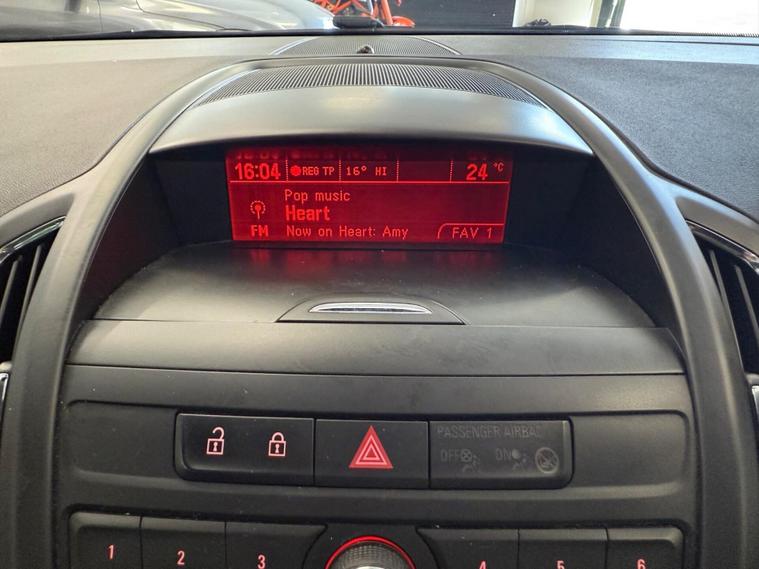 16:04 REG TP 16° HI 24 °C
Pop music
Heart
FM Now on Heart: Amy FAV 1
PASSENGER AIRBAG
OFF ON
1 2 3 4 5 6